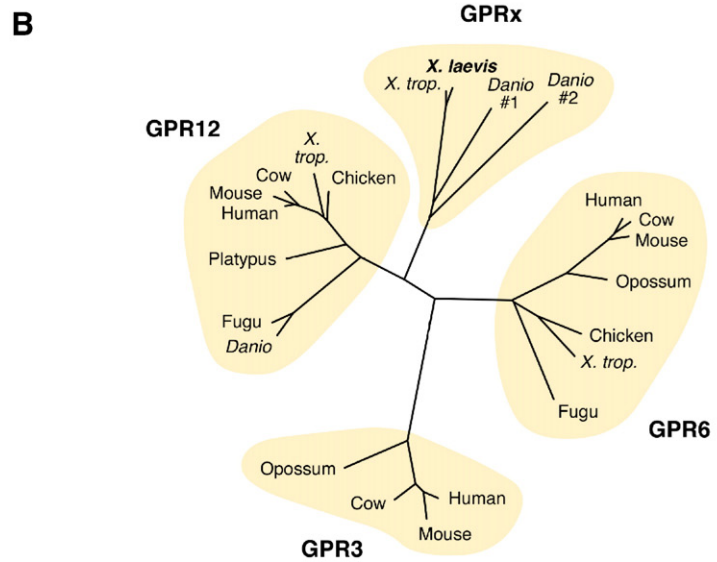 B
GPRx
X. laevis
X. trop.
Danio
#1
Danio
#2
GPR12
X.
trop.
Cow
Chicken
Mouse
Human
Platypus
Fugu
Danio
Human
Cow
Mouse
Opossum
Chicken
X. trop.
Fugu
GPR6
Opossum
Cow
Human
Mouse
GPR3